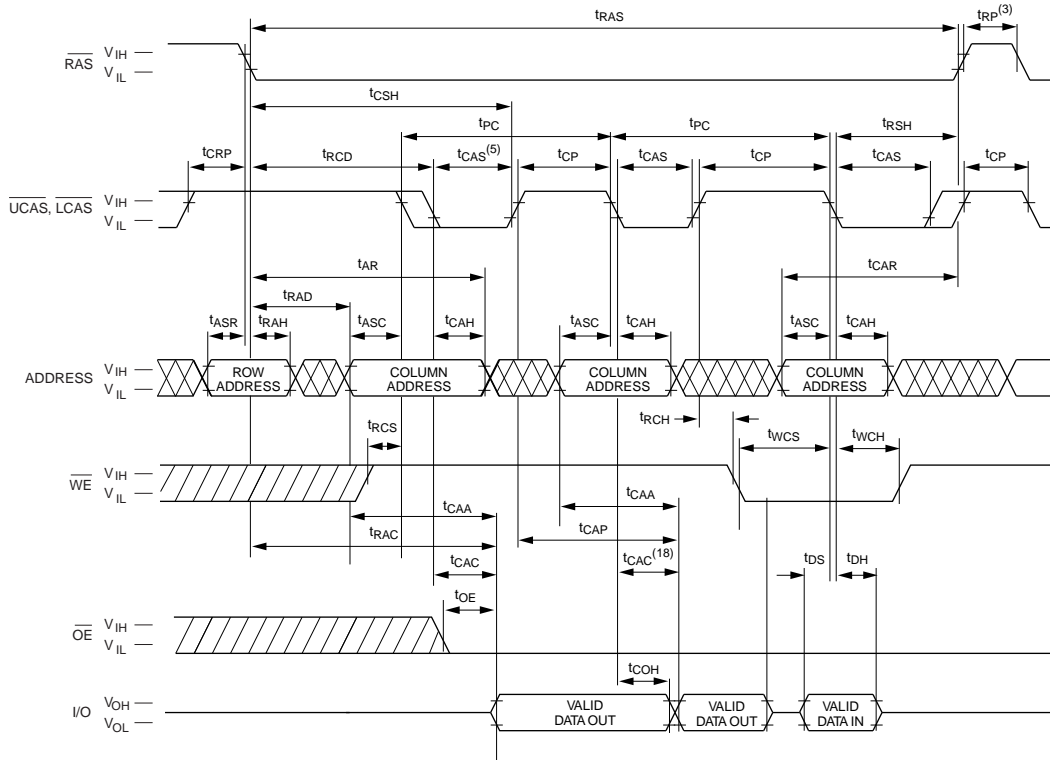 tRAS
tRP(3)
RAS
VIH
VIL
tCSH
tPC
tPC
tRSH
tCRP
tRCD
tCAS(5)
tCP
tCAS
tCP
tCAS
tCP
UCAS, LCAS
VIH
VIL
tAR
tCAR
tRAD
tASR
tRAH
tASC
tCAH
tASC
tCAH
tASC
tCAH
ADDRESS
VIH
VIL
ROW
ADDRESS
COLUMN
ADDRESS
COLUMN
ADDRESS
COLUMN
ADDRESS
tRCH
tRCS
tWCS
tWCH
WE
VIH
VIL
tCAA
tCAA
tRAC
tCAP
tCAC
tCAC(18)
tDS
tDH
tOE
OE
VIH
VIL
tCOH
I/O
VOH
VOL
VALID
DATA OUT
VALID
DATA OUT
VALID
DATA IN